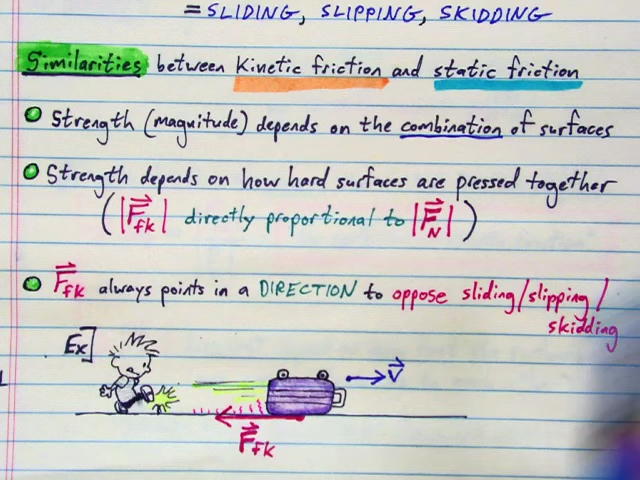 = SLIDING, SLIPPING, SKIDDING
Similarities between kinetic friction and static friction
Strength (magnitude) depends on the combination of surfaces
Strength depends on how hard surfaces are pressed together
(|F⃗fk| directly proportional to |F⃗N|)
F⃗fk always points in a DIRECTION to oppose sliding/slipping/
skidding
Ex]
V⃗
F⃗fk